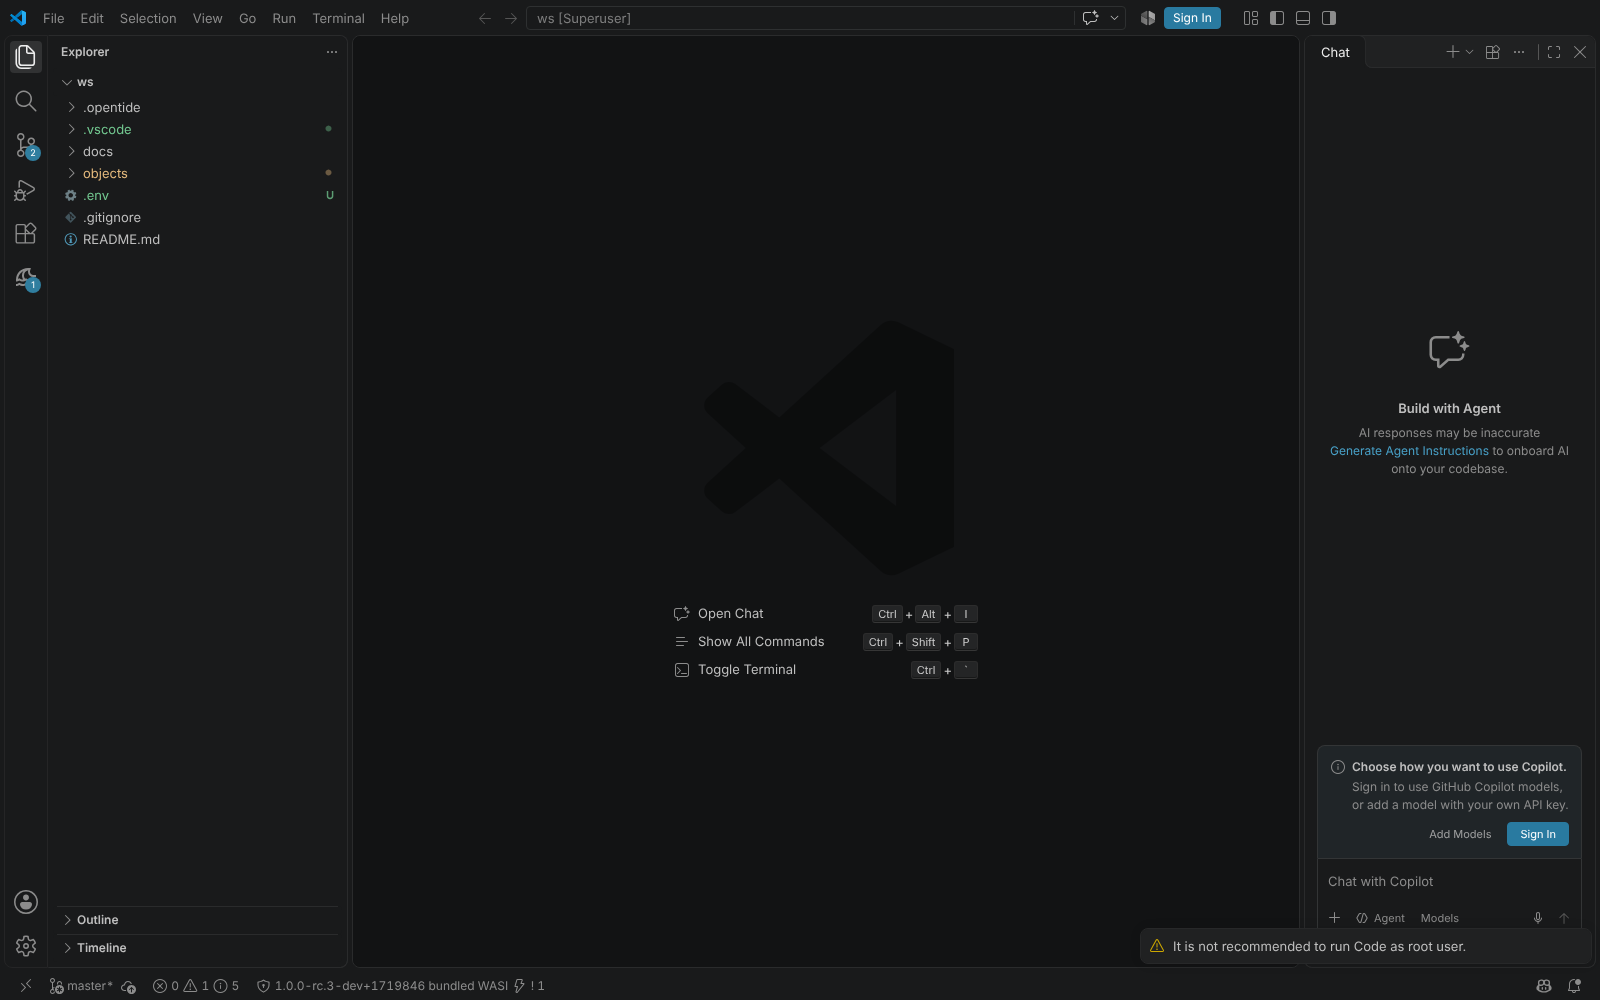 File Edit Selection View Go Run Terminal Help
ws [Superuser]
Sign In
Explorer
ws
.opentide
.vscode
docs
objects
.env U
.gitignore
README.md
2
1
Open Chat Ctrl + Alt + I
Show All Commands Ctrl + Shift + P
Toggle Terminal Ctrl + `
Outline
Timeline
Chat
Build with Agent
AI responses may be inaccurate
Generate Agent Instructions to onboard AI
onto your codebase.
Choose how you want to use Copilot.
Sign in to use GitHub Copilot models,
or add a model with your own API key.
Add Models Sign In
Chat with Copilot
Agent Models
It is not recommended to run Code as root user.
master* 0 1 5 1.0.0-rc.3-dev+1719846 bundled WASI ! 1